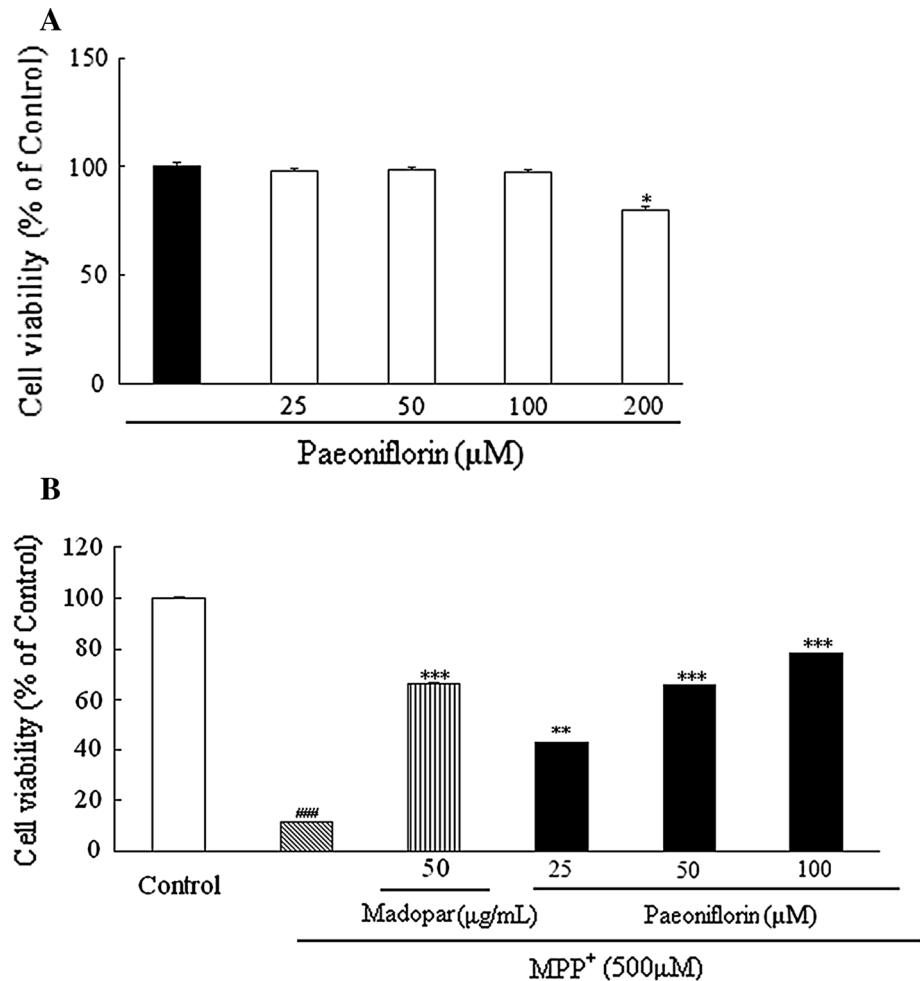 A
Cell viability (% of Control)
150
100
50
0
*
25 50 100 200
Paeoniflorin (μM)
B
Cell viability (% of Control)
120
100
80
60
40
20
0
### *** ** *** ***
Control 50 25 50 100
Madopar (μg/mL) Paeoniflorin (μM)
MPP⁺ (500μM)